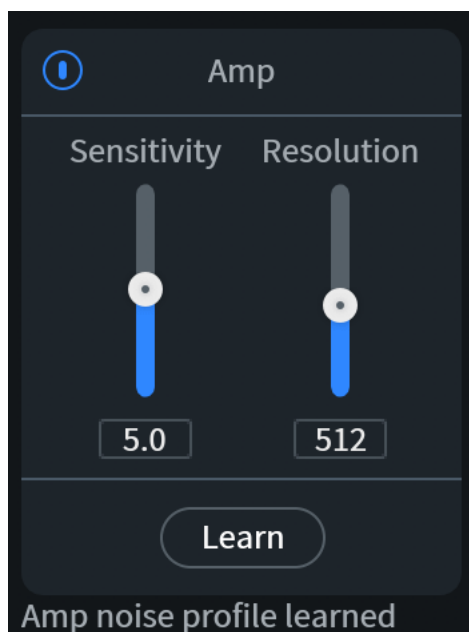 Amp
Sensitivity Resolution
5.0 512
Learn
Amp noise profile learned